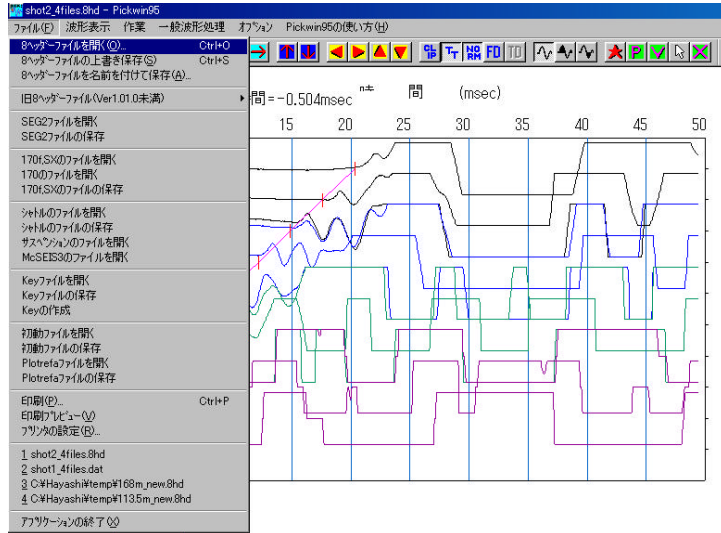 shot2_4files.8hd - Pickwin95
ファイル(F) 波形表示 作業 一般波形処理 オプション Pickwin95の使い方(H)
8ヘッダーファイルを開く(O)... Ctrl+O
8ヘッダーファイルの上書き保存(S) Ctrl+S
8ヘッダーファイルを名前を付けて保存(A)...
旧8ヘッダーファイル(Ver1.01.0未満)
SEG2ファイルを開く
SEG2ファイルの保存
170f,SXのファイルを開く
170のファイルを開く
170f,SXのファイルの保存
シャトルのファイルを開く
シャトルのファイルの保存
サスペンションのファイルを開く
McSEIS3のファイルを開く
Keyファイルを開く
Keyファイルの保存
Keyの作成
初動ファイルを開く
初動ファイルの保存
Plotrefaファイルを開く
Plotrefaファイルの保存
印刷(P)... Ctrl+P
印刷プレビュー(V)
プリンタの設定(R)...
1 shot2_4files.8hd
2 shot1_4files.dat
3 C:¥Hayashi¥temp¥168m_new.8hd
4 C:¥Hayashi¥temp¥113.5m_new.8hd
アプリケーションの終了(X)
GL TT NORM FD TD P
間=-0.504msec 間 (msec)
15 20 25 30 35 40 45 50